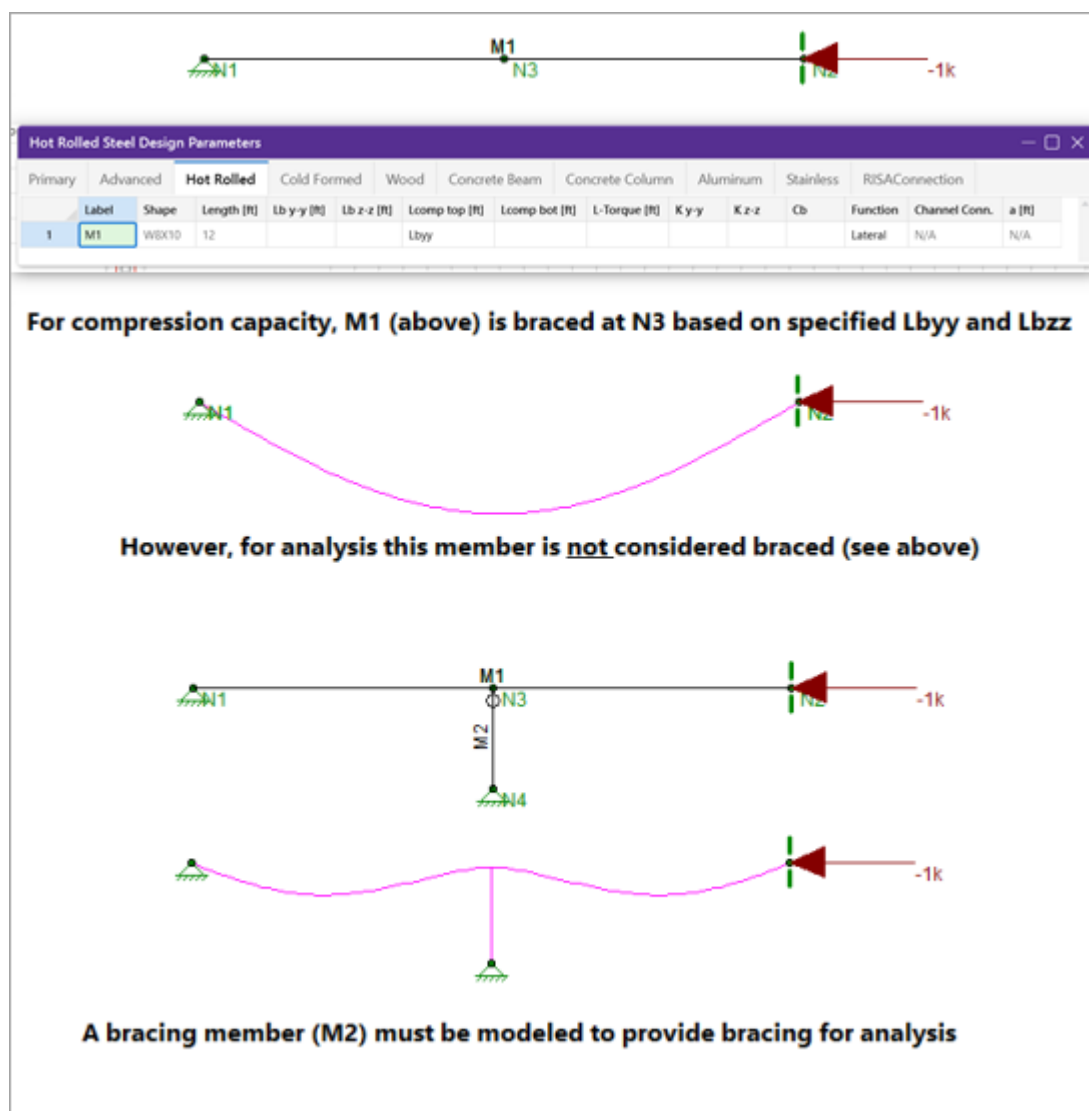 M1
N1
N3
N2
-1k
Hot Rolled Steel Design Parameters
Primary Advanced Hot Rolled Cold Formed Wood Concrete Beam Concrete Column Aluminum Stainless RISAConnection
Label Shape Length [ft] Lb y-y [ft] Lb z-z [ft] Lcomp top [ft] Lcomp bot [ft] L-Torque [ft] K y-y K z-z Cb Function Channel Conn. a [ft]
1 M1 W8X10 12 Lbyy Lateral N/A N/A
For compression capacity, M1 (above) is braced at N3 based on specified Lbyy and Lbzz
N1
N2
-1k
However, for analysis this member is not considered braced (see above)
M1
N1
N3
N2
-1k
M2
N4
-1k
A bracing member (M2) must be modeled to provide bracing for analysis